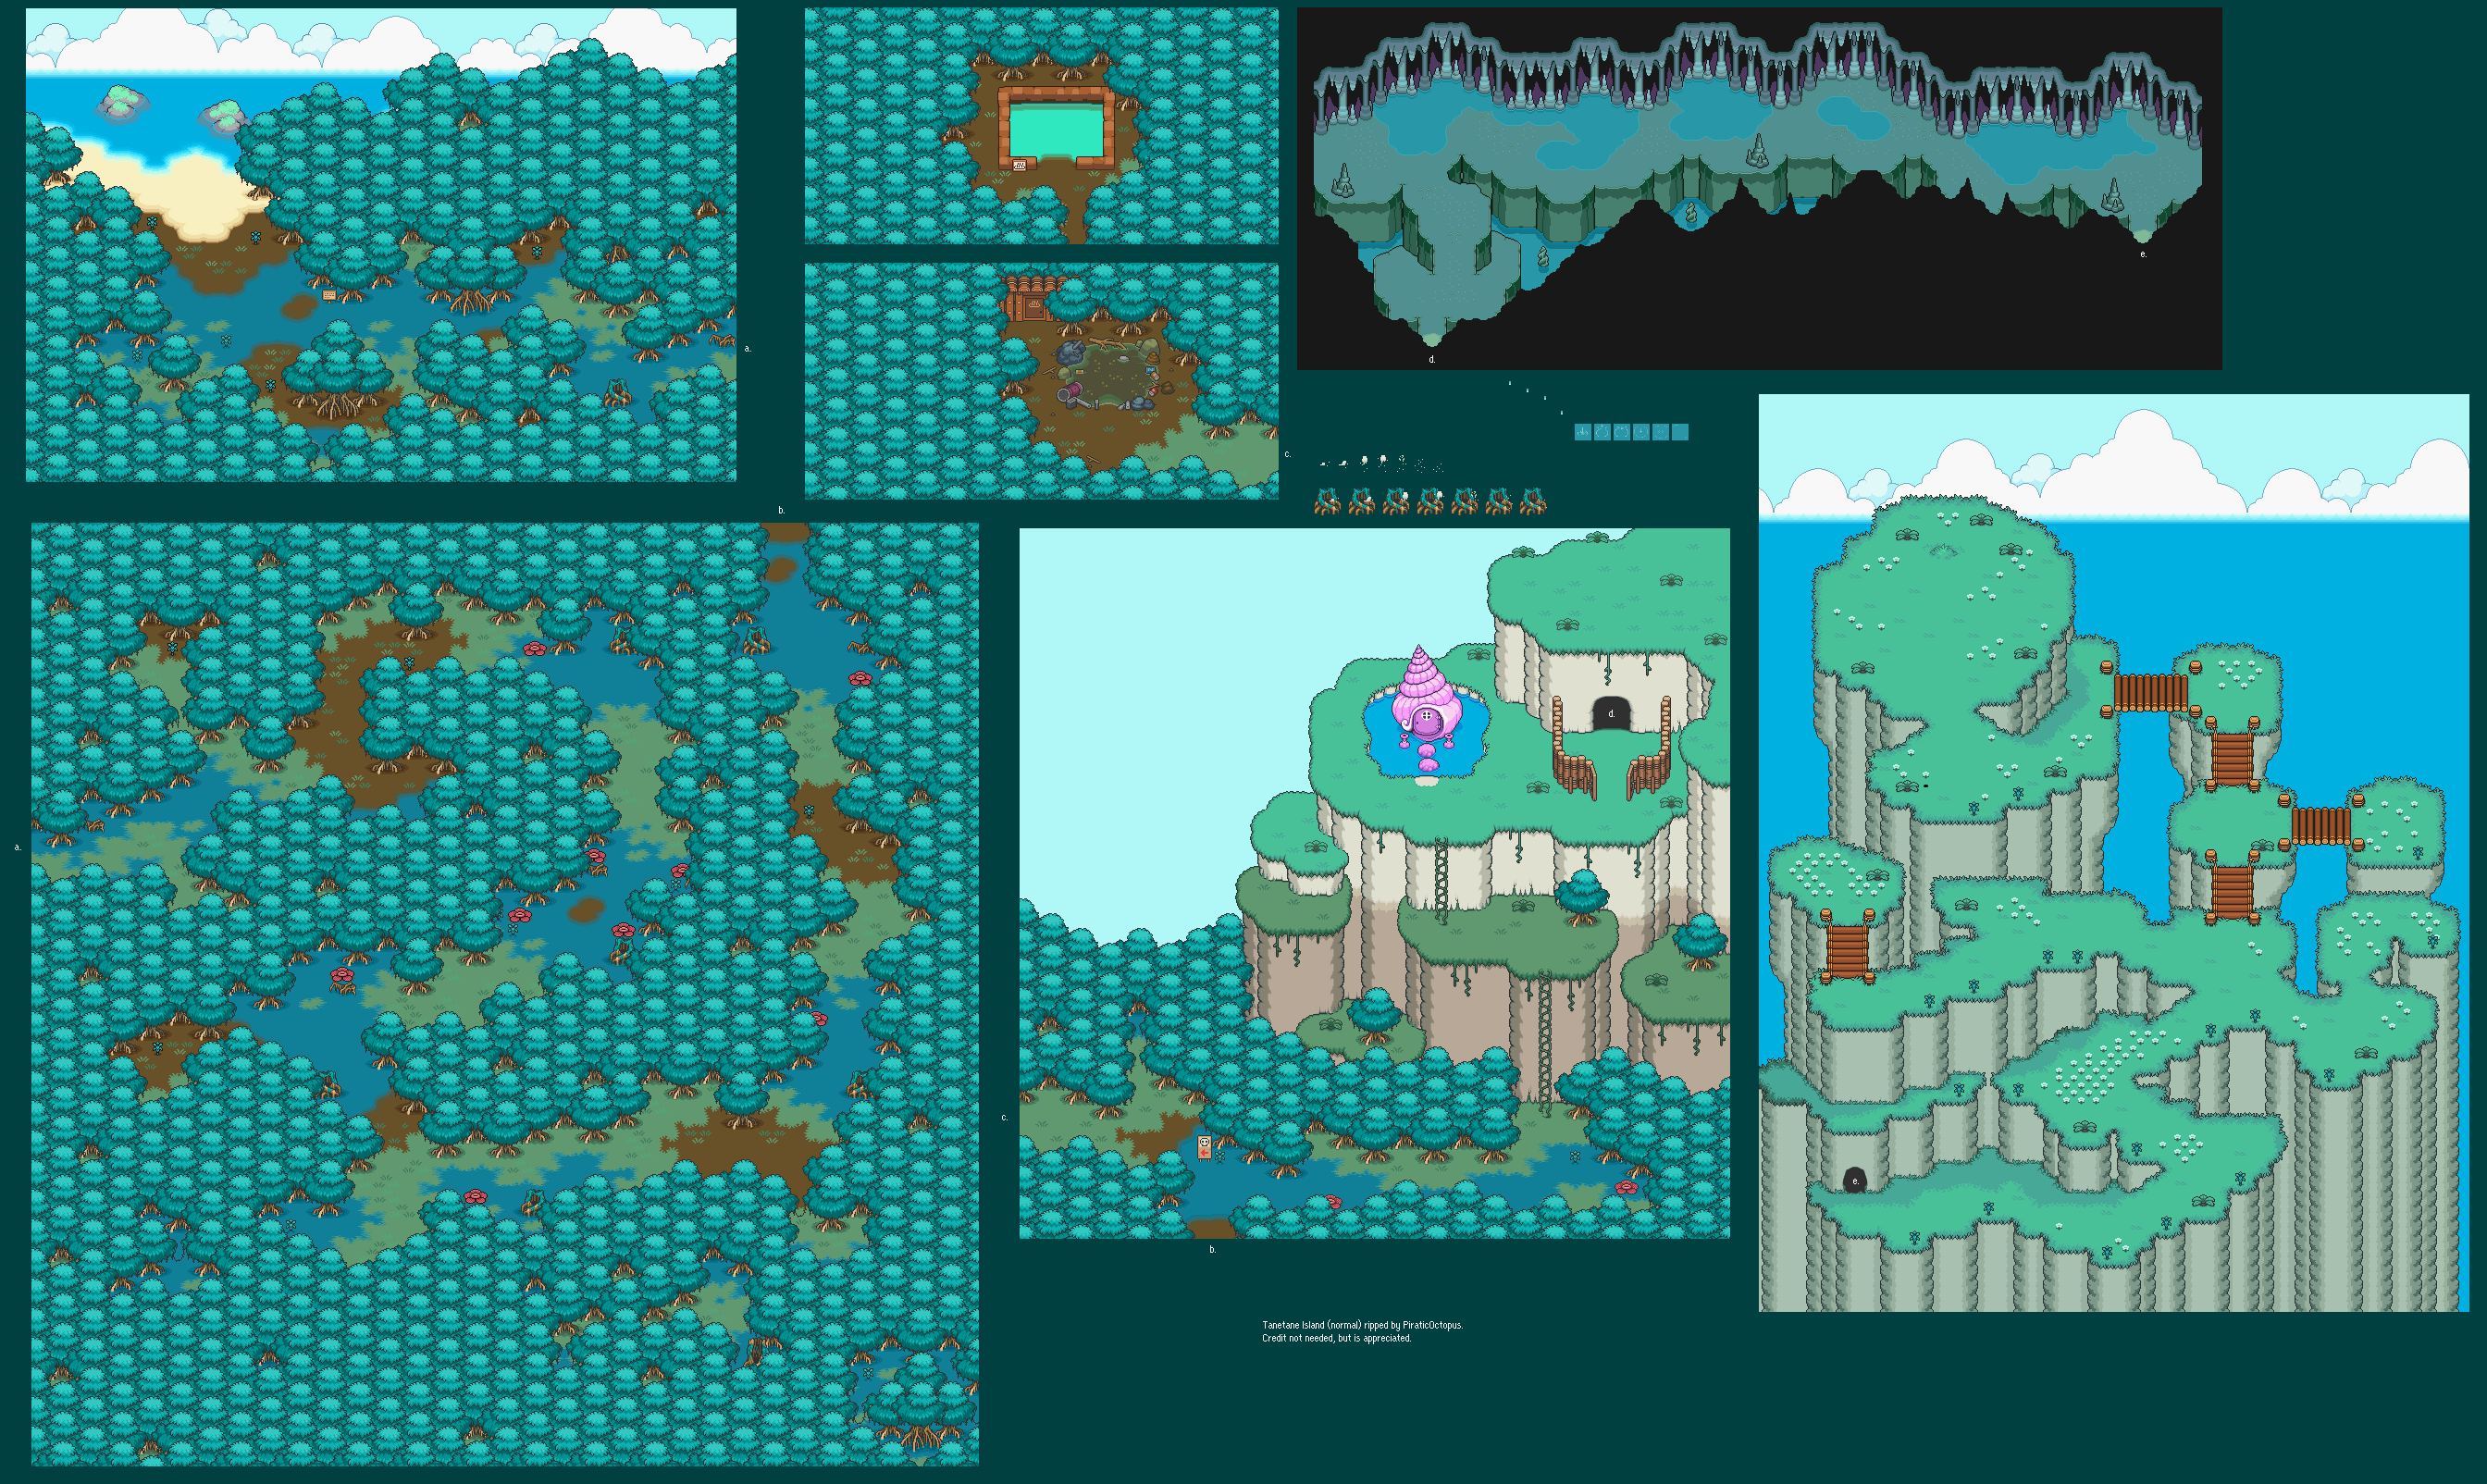 a.
e.
d.
c.
b.
d.
a.
c.
e.
b.
Tanetane Island (normal) ripped by PiraticOctopus.
Credit not needed, but is appreciated.